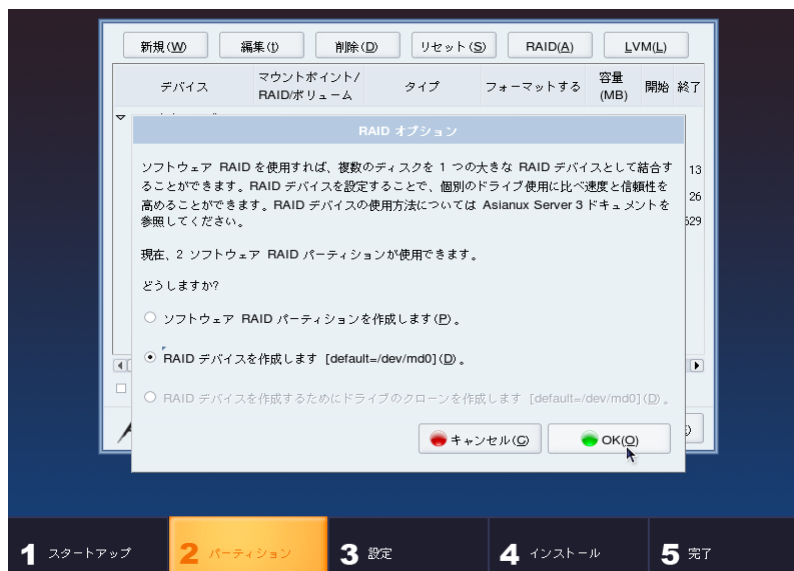 新規(W) 編集(I) 削除(D) リセット(S) RAID(A) LVM(L)
デバイス マウントポイント/ RAID/ボリューム タイプ フォーマットする 容量 (MB) 開始 終了
RAID オプション
ソフトウェア RAID を使用すれば、複数のディスクを 1 つの大きな RAID デバイスとして結合す
ることができます。RAID デバイスを設定することで、個別のドライブ使用に比べ速度と信頼性を
高めることができます。RAID デバイスの使用方法については Asianux Server 3 ドキュメントを
参照してください。
13
26
629
現在、2 ソフトウェア RAID パーティションが使用できます。
どうしますか?
ソフトウェア RAID パーティションを作成します(P)。
RAID デバイスを作成します [default=/dev/md0](D)。
RAID デバイスを作成するためにドライブのクローンを作成します [default=/dev/md0](D)。
キャンセル(C) OK(O)
1 スタートアップ 2 パーティション 3 設定 4 インストール 5 完了